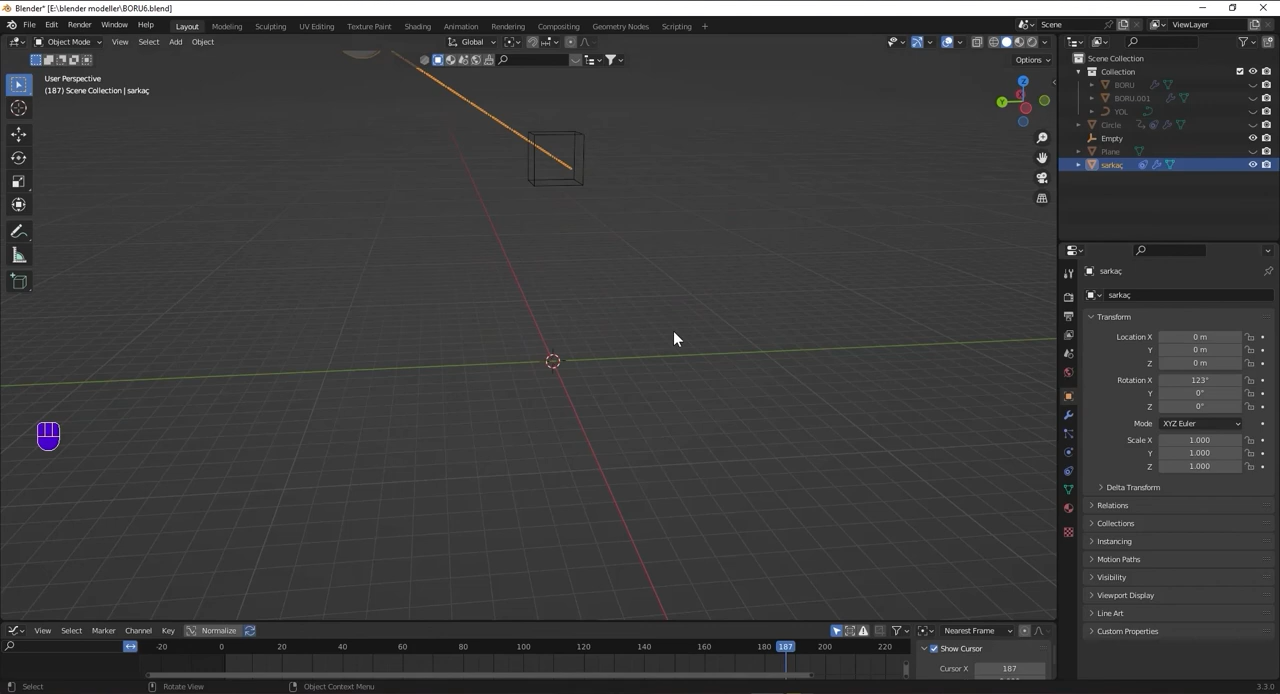 Blender* [E:\blender modeller\BORU6.blend]
File Edit Render Window Help Layout Modeling Sculpting UV Editing Texture Paint Shading Animation Rendering Compositing Geometry Nodes Scripting + Scene ViewLayer
Object Mode View Select Add Object Global
Options
User Perspective
(187) Scene Collection | sarkaç
Scene Collection
Collection
BORU
BORU.001
YOL
Circle
Empty
Plane
sarkaç
sarkaç
sarkaç
Transform
Location X 0 m
Y 0 m
Z 0 m
Rotation X 123°
Y 0°
Z 0°
Mode XYZ Euler
Scale X 1.000
Y 1.000
Z 1.000
Delta Transform
Relations
Collections
Instancing
Motion Paths
Visibility
Viewport Display
Line Art
Custom Properties
View Select Marker Channel Key Normalize Nearest Frame
-20 0 20 40 60 80 100 120 140 160 180 187 200 220
Show Cursor
Cursor X 187
Select Rotate View Object Context Menu 3.3.0